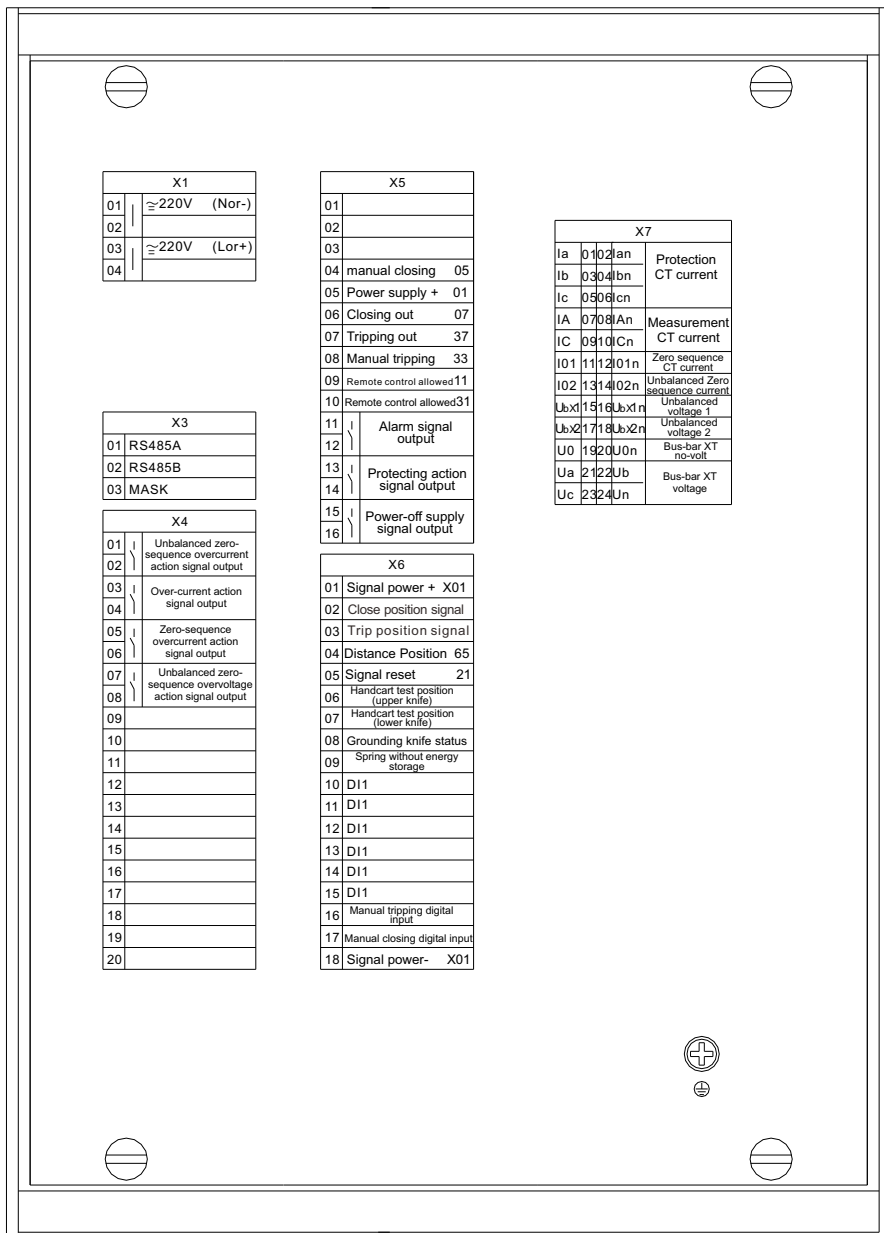 X1
01 ≃220V (Nor-)
02
03 ≃220V (Lor+)
04
X3
01 RS485A
02 RS485B
03 MASK
X4
01 Unbalanced zero-
sequence overcurrent
02 action signal output
03 Over-current action
04 signal output
05 Zero-sequence
overcurrent action
06 signal output
07 Unbalanced zero-
sequence overvoltage
08 action signal output
09
10
11
12
13
14
15
16
17
18
19
20
X5
01
02
03
04 manual closing 05
05 Power supply + 01
06 Closing out 07
07 Tripping out 37
08 Manual tripping 33
09 Remote control allowed 11
10 Remote control allowed 31
11 Alarm signal
12 output
13 Protecting action
14 signal output
15 Power-off supply
16 signal output
X6
01 Signal power + X01
02 Close position signal
03 Trip position signal
04 Distance Position 65
05 Signal reset 21
06 Handcart test position
(upper knife)
07 Handcart test position
(lower knife)
08 Grounding knife status
09 Spring without energy
storage
10 DI1
11 DI1
12 DI1
13 DI1
14 DI1
15 DI1
16 Manual tripping digital
input
17 Manual closing digital input
18 Signal power- X01
X7
Ia 01 02 Ian Protection
Ib 03 04 Ibn CT current
Ic 05 06 Icn
IA 07 08 IAn Measurement
IC 09 10 ICn CT current
I01 11 12 I01n Zero sequence
CT current
I02 13 14 I02n Unbalanced Zero
sequence current
Ubx1 15 16 Ubx1n Unbalanced
voltage 1
Ubx2 17 18 Ubx2n Unbalanced
voltage 2
U0 19 20 U0n Bus-bar XT
no-volt
Ua 21 22 Ub Bus-bar XT
Uc 23 24 Un voltage